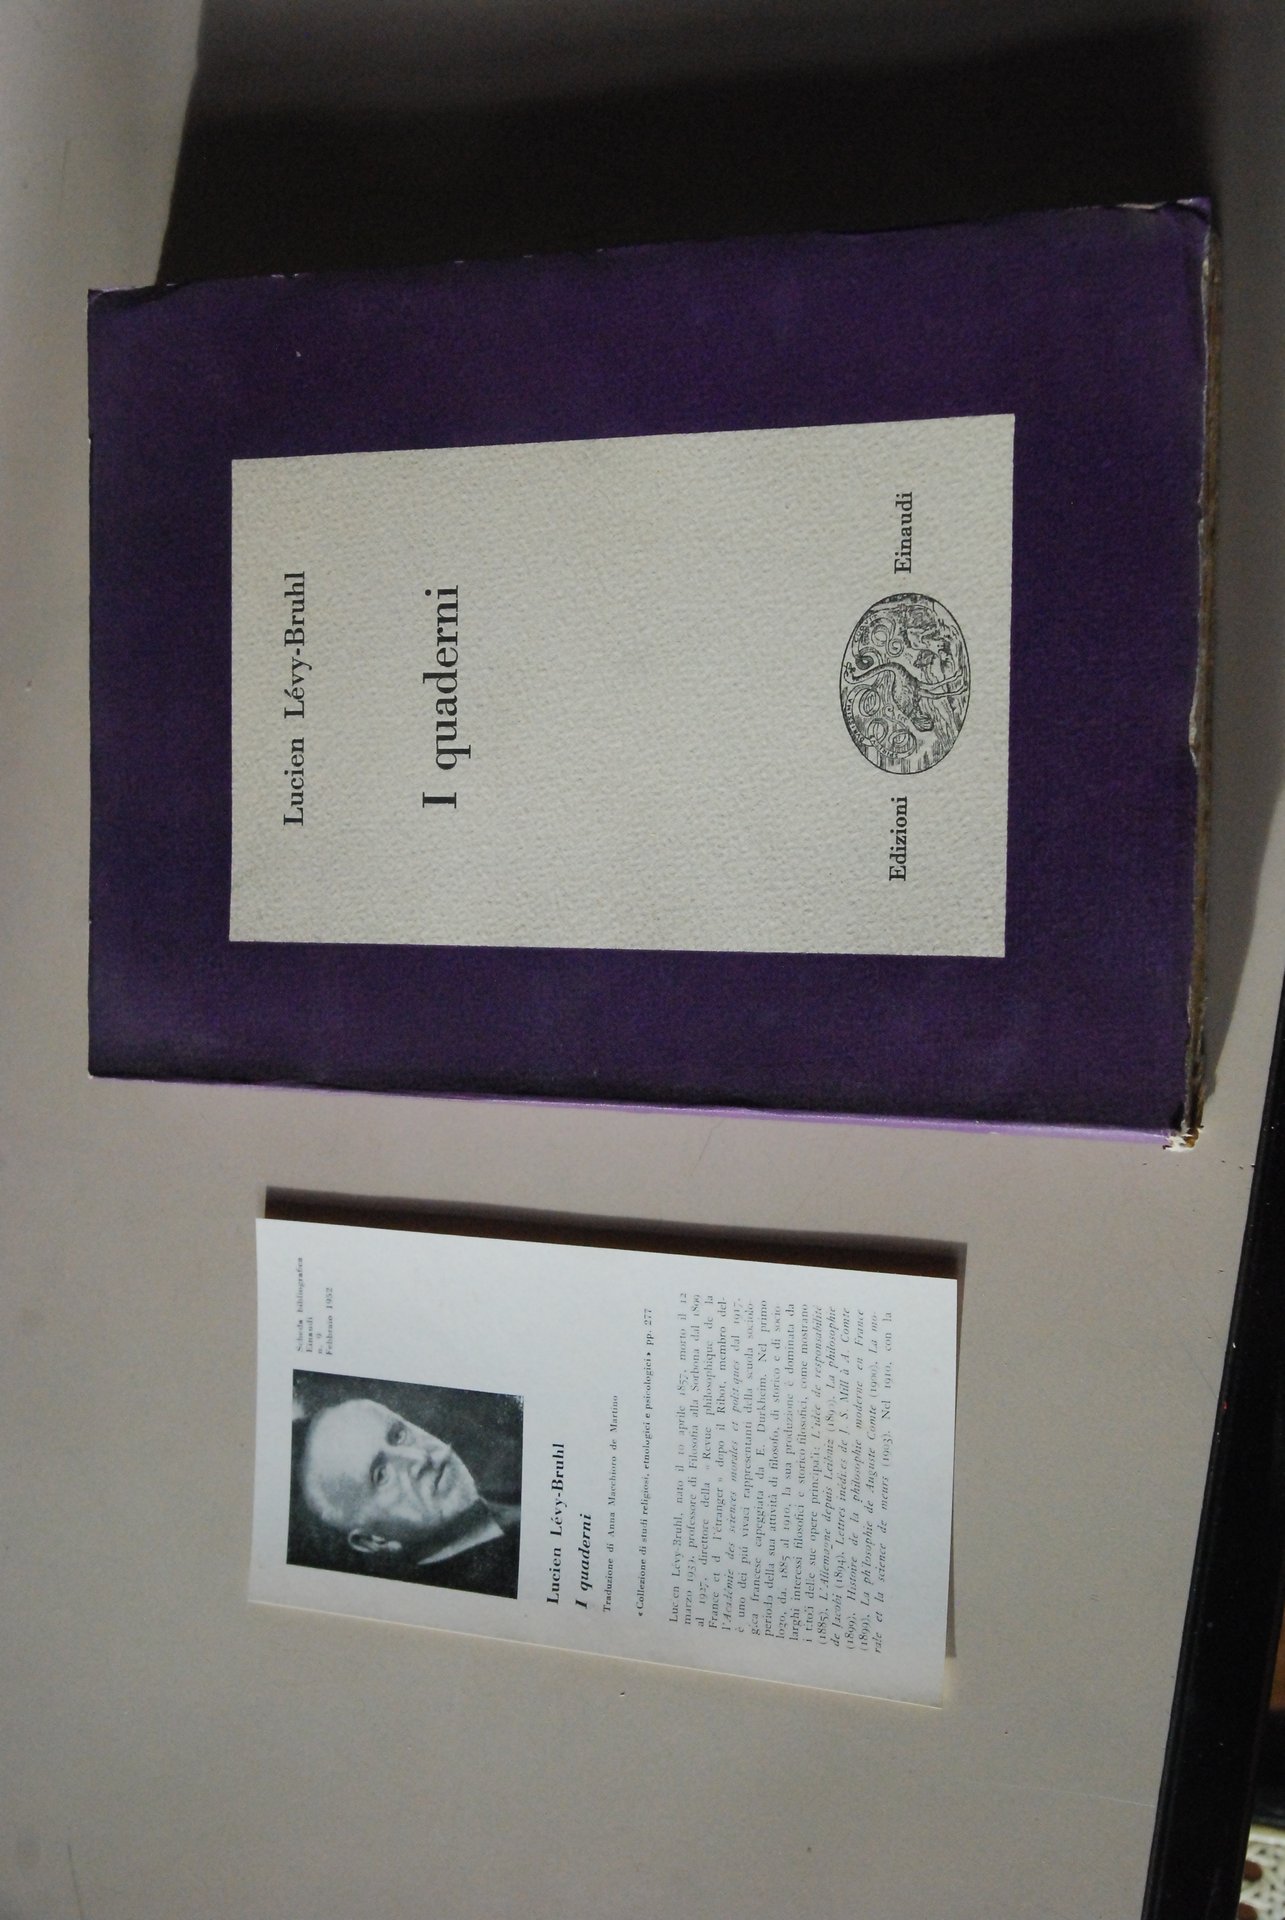 Lucien Lévy-Bruhl
I quaderni
Edizioni Einaudi
Scheda bibliografica
Einaudi
n. 9
Febbraio 1952
Lucien Lévy-Bruhl
I quaderni
Traduzione di Anna Macchioro de Martino
« Collezione di studi religiosi, etnologici e psicologici » pp. 277
Lucien Lévy-Bruhl, nato il 10 aprile 1857, morto il 12
marzo 1939, professore di Filosofia alla Sorbona dal 1899
al 1927, direttore della « Revue philosophique de la
France et d l'étranger » dopo il Ribot, membro del-
l'Académie des sciences morales et politiques dal 1917,
è uno dei piú vivaci rappresentanti della scuola sociolo-
gica francese capeggiata da E. Durkheim. Nel primo
periodo della sua attività di filosofo, di storico e di socio-
logo, da. 1885 al 1910, la sua produzione è dominata da
larghi interessi filosofici e storico filosofici, come mostrano
i titoli delle sue opere principali: L'idée de responsabilité
(1885), L'Allemagne depuis Leibniz (1890), La philosophie
de Jacobi (1894), Lettres inédites de J. S. Mill à A. Comte
(1899), Histoire de la philosophie moderne en France
(1899), La philosophie de Auguste Comte (1900), La mo-
rale et la science de meurs (1903). Nel 1910, con la